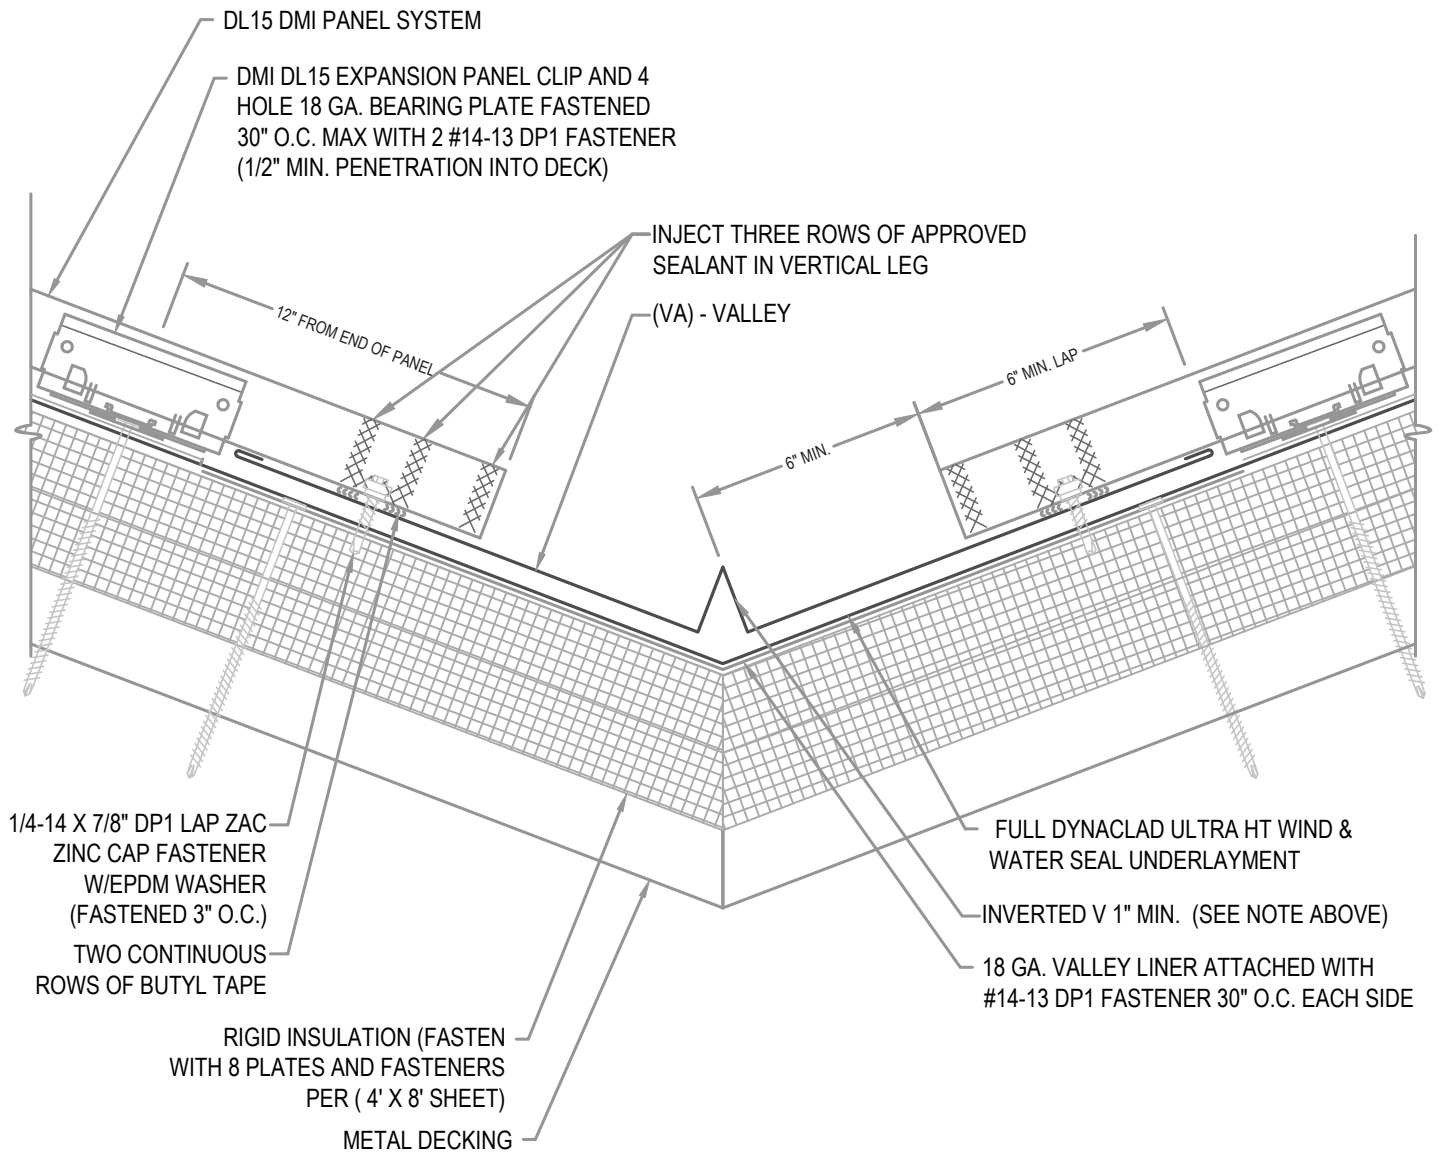 DL15 DMI PANEL SYSTEM
DMI DL15 EXPANSION PANEL CLIP AND 4
HOLE 18 GA. BEARING PLATE FASTENED
30" O.C. MAX WITH 2 #14-13 DP1 FASTENER
(1/2" MIN. PENETRATION INTO DECK)
INJECT THREE ROWS OF APPROVED
SEALANT IN VERTICAL LEG
(VA) - VALLEY
12" FROM END OF PANEL
6" MIN. LAP
6" MIN.
1/4-14 X 7/8" DP1 LAP ZAC
ZINC CAP FASTENER
W/EPDM WASHER
(FASTENED 3" O.C.)
TWO CONTINUOUS
ROWS OF BUTYL TAPE
RIGID INSULATION (FASTEN
WITH 8 PLATES AND FASTENERS
PER ( 4' X 8' SHEET)
METAL DECKING
FULL DYNACLAD ULTRA HT WIND &
WATER SEAL UNDERLAYMENT
INVERTED V 1" MIN. (SEE NOTE ABOVE)
18 GA. VALLEY LINER ATTACHED WITH
#14-13 DP1 FASTENER 30" O.C. EACH SIDE